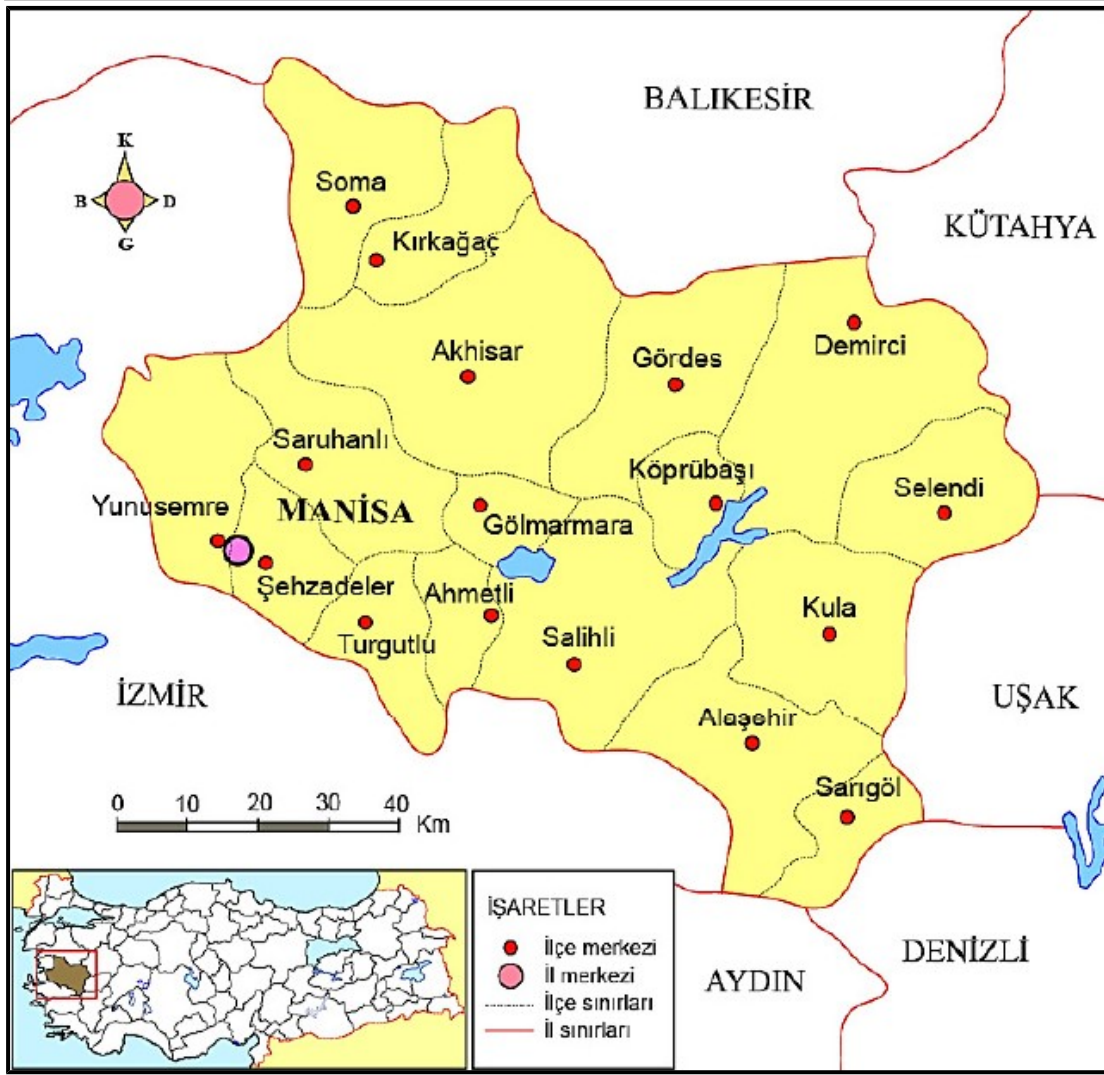 BALIKESİR
K
B
D
G
Soma
KÜTAHYA
Kırkağaç
Demirci
Akhisar
Gördes
Saruhanlı
Köprübaşı
Selendi
Yunusemre
MANİSA
Gölmarmara
Şehzadeler
Ahmetli
Kula
Turgutlu
Salihli
İZMİR
UŞAK
Alaşehir
Sarıgöl
0 10 20 30 40 Km
İŞARETLER
İlçe merkezi
İl merkezi
İlçe sınırları
İl sınırları
DENİZLİ
AYDIN